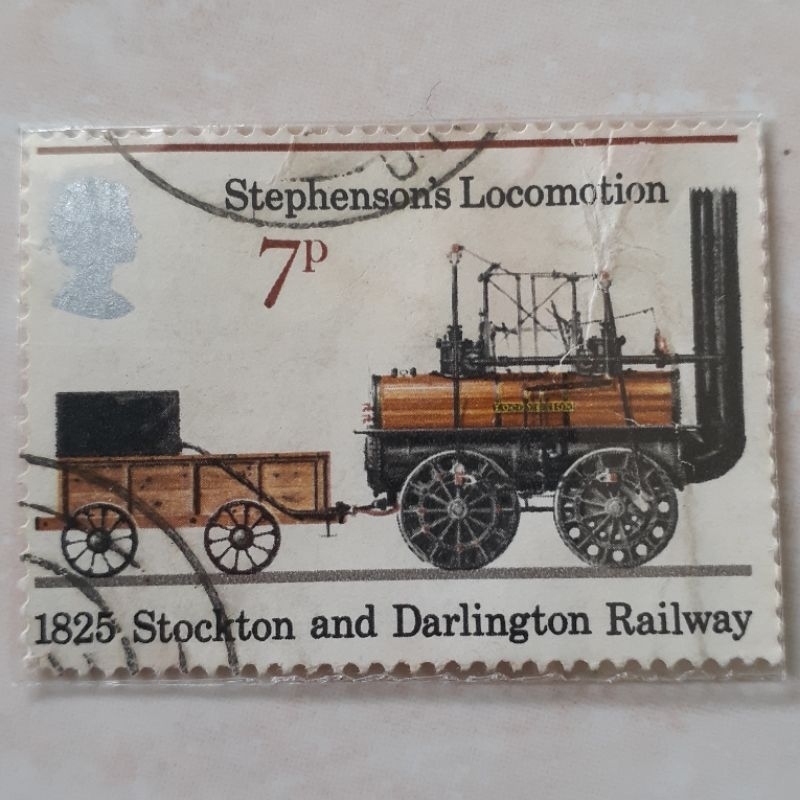 Stephenson's Locomotion
7p
1825 Stockton and Darlington Railway